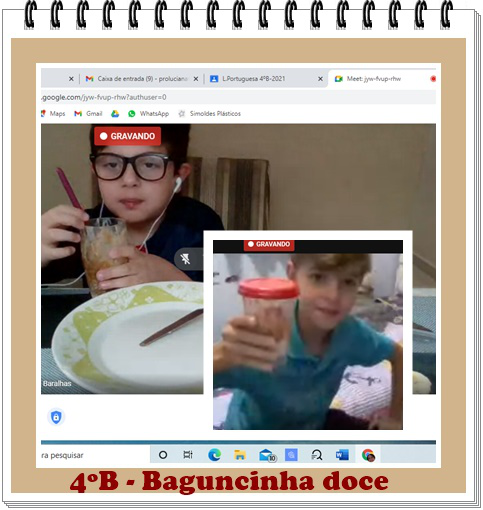 Caixa de entrada (9) - proluciana
L.Portuguesa 4ºB-2021
Meet: jyw-fvup-rhw
.google.com/jyw-fvup-rhw?authuser=0
Maps
Gmail
WhatsApp
Simoldes Plásticos
GRAVANDO
GRAVANDO
Baralhas
ra pesquisar
4ºB - Baguncinha doce